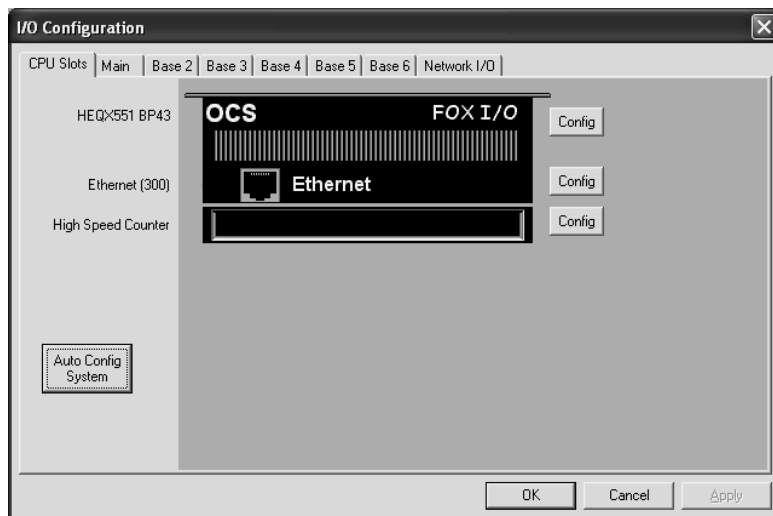 I/O Configuration
CPU Slots Main Base 2 Base 3 Base 4 Base 5 Base 6 Network I/O
HEQX551 BP43 OCS FOX I/O Config
Ethernet (300) Ethernet Config
High Speed Counter Config
Auto Config
System
OK Cancel Apply